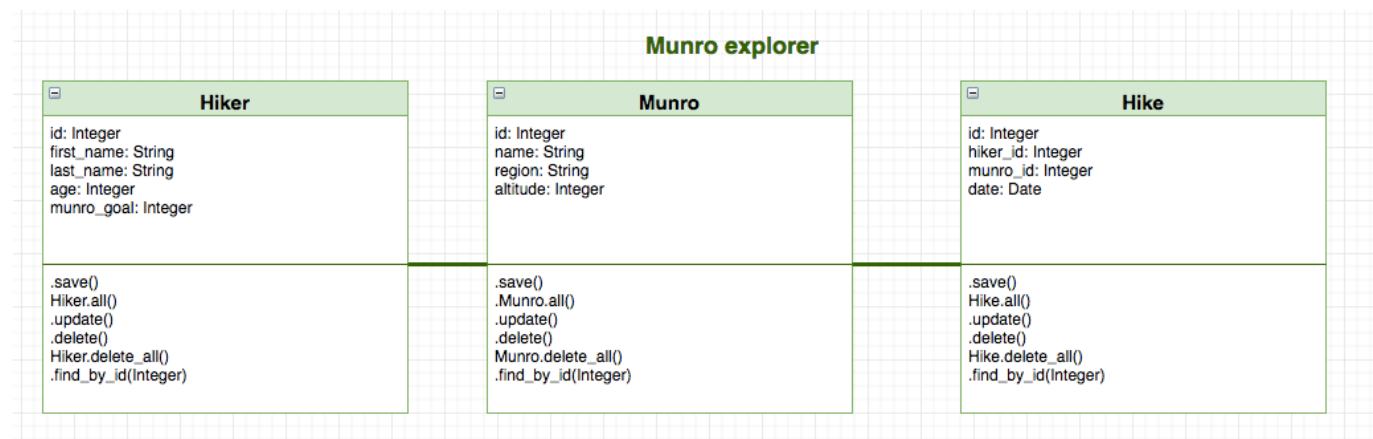 Munro explorer
Hiker
id: Integer
first_name: String
last_name: String
age: Integer
munro_goal: Integer
.save()
Hiker.all()
.update()
.delete()
Hiker.delete_all()
.find_by_id(Integer)
Munro
id: Integer
name: String
region: String
altitude: Integer
.save()
.Munro.all()
.update()
.delete()
Munro.delete_all()
.find_by_id(Integer)
Hike
id: Integer
hiker_id: Integer
munro_id: Integer
date: Date
.save()
Hike.all()
.update()
.delete()
Hike.delete_all()
.find_by_id(Integer)